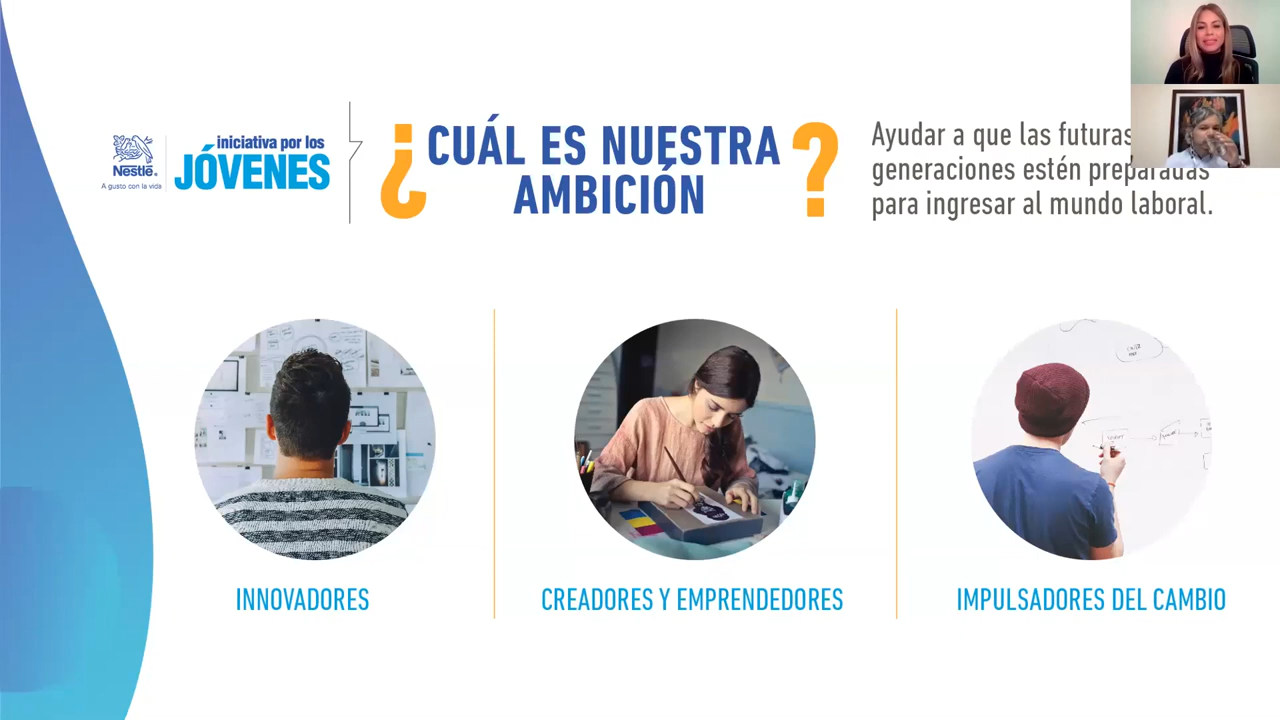 Nestlé.
A gusto con la vida
iniciativa por los
JÓVENES
¿CUÁL ES NUESTRA
AMBICIÓN?
Ayudar a que las futuras
generaciones estén preparadas
para ingresar al mundo laboral.
INNOVADORES
CREADORES Y EMPRENDEDORES
IMPULSADORES DEL CAMBIO